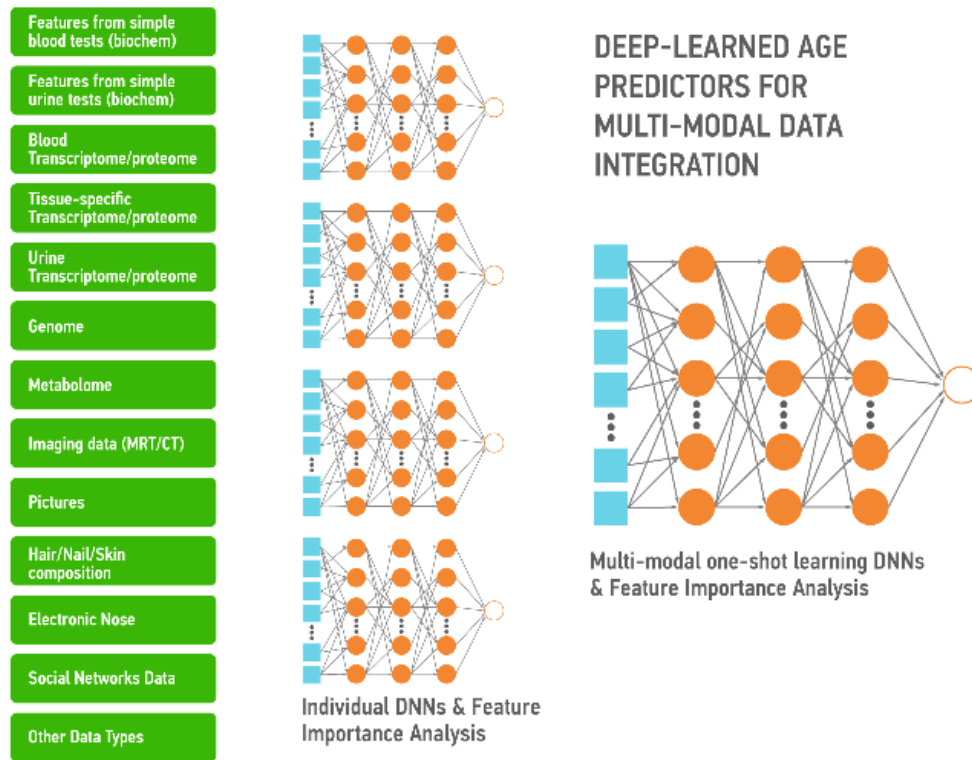 Features from simple
blood tests (biochem)
Features from simple
urine tests (biochem)
Blood
Transcriptome/proteome
Tissue-specific
Transcriptome/proteome
Urine
Transcriptome/proteome
Genome
Metabolome
Imaging data (MRT/CT)
Pictures
Hair/Nail/Skin
composition
Electronic Nose
Social Networks Data
Other Data Types
Individual DNNs & Feature
Importance Analysis
DEEP-LEARNED AGE
PREDICTORS FOR
MULTI-MODAL DATA
INTEGRATION
Multi-modal one-shot learning DNNs
& Feature Importance Analysis